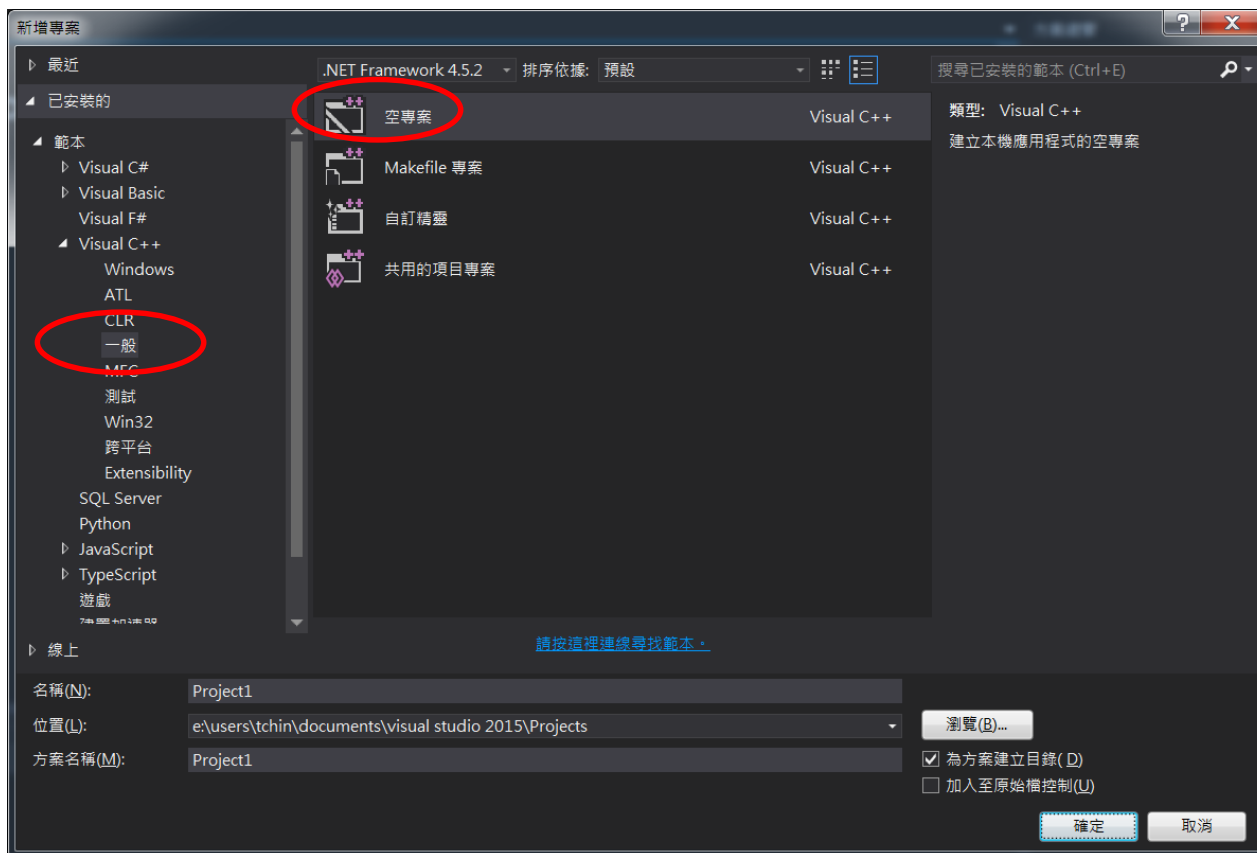 新增專案
最近
已安裝的
範本
Visual C#
Visual Basic
Visual F#
Visual C++
Windows
ATL
CLR
一般
MFC
測試
Win32
跨平台
Extensibility
SQL Server
Python
JavaScript
TypeScript
遊戲
線上
.NET Framework 4.5.2 排序依據: 預設
空專案 Visual C++
Makefile 專案 Visual C++
自訂精靈 Visual C++
共用的項目專案 Visual C++
請按這裡連線尋找範本。
搜尋已安裝的範本 (Ctrl+E)
類型: Visual C++
建立本機應用程式的空專案
名稱(N): Project1
位置(L): e:\users\tchin\documents\visual studio 2015\Projects 瀏覽(B)...
方案名稱(M): Project1
為方案建立目錄( D)
加入至原始檔控制(U)
確定 取消